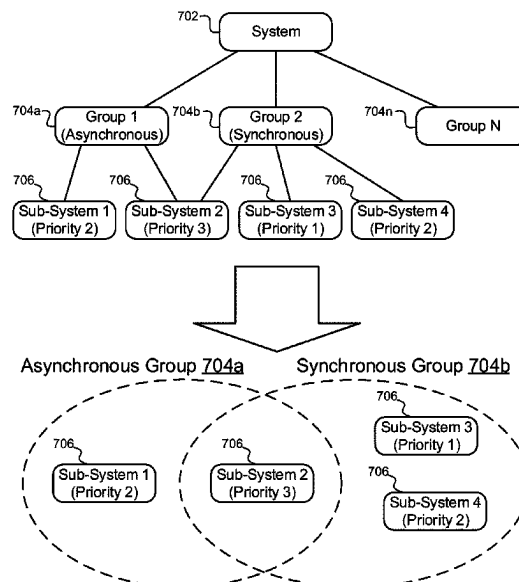 702
System
704a
Group 1
(Asynchronous)
704b
Group 2
(Synchronous)
704n
Group N
706
Sub-System 1
(Priority 2)
706
Sub-System 2
(Priority 3)
706
Sub-System 3
(Priority 1)
706
Sub-System 4
(Priority 2)
Asynchronous Group 704a
Synchronous Group 704b
706
Sub-System 1
(Priority 2)
706
Sub-System 2
(Priority 3)
706
Sub-System 3
(Priority 1)
706
Sub-System 4
(Priority 2)